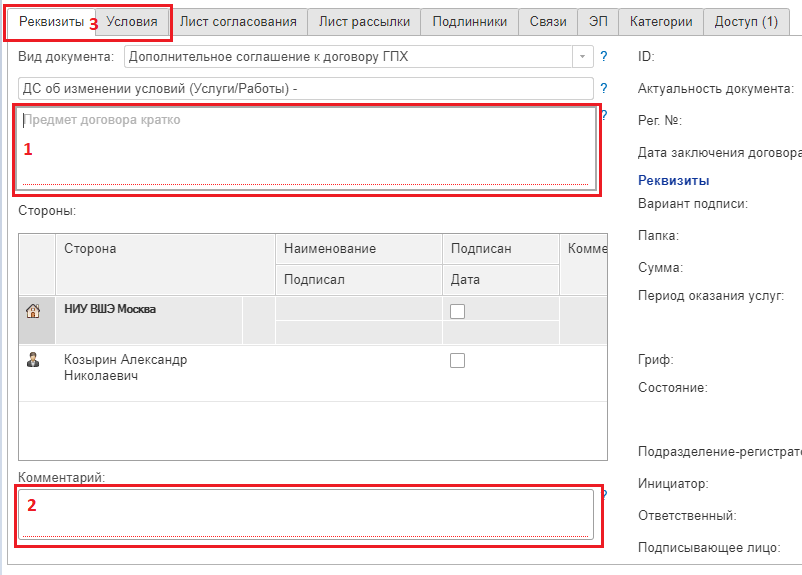 Реквизиты 3 Условия Лист согласования Лист рассылки Подлинники Связи ЭП Категории Доступ (1)
Вид документа: Дополнительное соглашение к договору ГПХ ? ID:
ДС об изменении условий (Услуги/Работы) - ? Актуальность документа:
Предмет договора кратко ? Рег. №:
1
Дата заключения договора
Реквизиты
Стороны: Вариант подписи:
Сторона Наименование Подписан Комме
Папка:
Подписал Дата Сумма:
НИУ ВШЭ Москва Период оказания услуг:
Козырин Александр Гриф:
Николаевич
Состояние:
Подразделение-регистрат
Комментарий: Инициатор:
2 ?
Ответственный:
Подписывающее лицо: